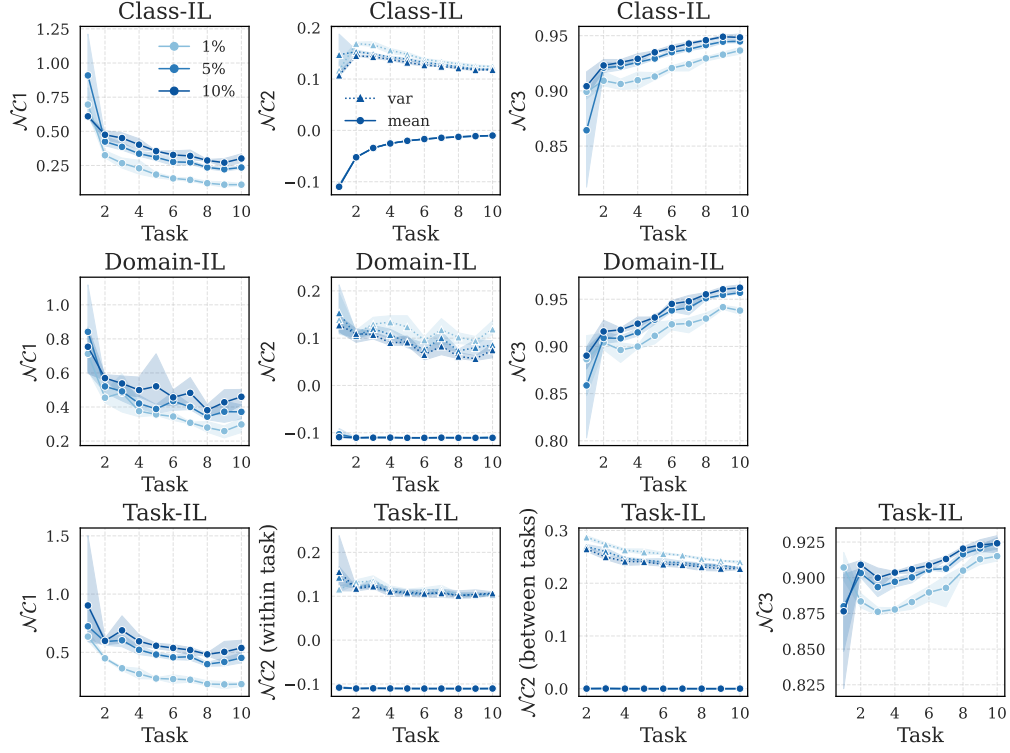 Class-IL
1.25
1.00
0.75
0.50
0.25
2 4 6 8 10
Task
𝒩𝒞1
1%
5%
10%
Class-IL
0.2
0.1
0.0
−0.1
2 4 6 8 10
Task
𝒩𝒞2
var
mean
Class-IL
0.95
0.90
0.85
2 4 6 8 10
Task
𝒩𝒞3
Domain-IL
1.0
0.8
0.6
0.4
0.2
2 4 6 8 10
Task
𝒩𝒞1
Domain-IL
0.2
0.1
0.0
−0.1
2 4 6 8 10
Task
𝒩𝒞2
Domain-IL
0.95
0.90
0.85
0.80
2 4 6 8 10
Task
𝒩𝒞3
Task-IL
1.5
1.0
0.5
2 4 6 8 10
Task
𝒩𝒞1
Task-IL
0.2
0.1
0.0
−0.1
2 4 6 8 10
Task
𝒩𝒞2 (within task)
Task-IL
0.3
0.2
0.1
0.0
2 3 4 5 6 7 8 9 10
Task
𝒩𝒞2 (between tasks)
Task-IL
0.925
0.900
0.875
0.850
0.825
2 4 6 8 10
Task
𝒩𝒞3